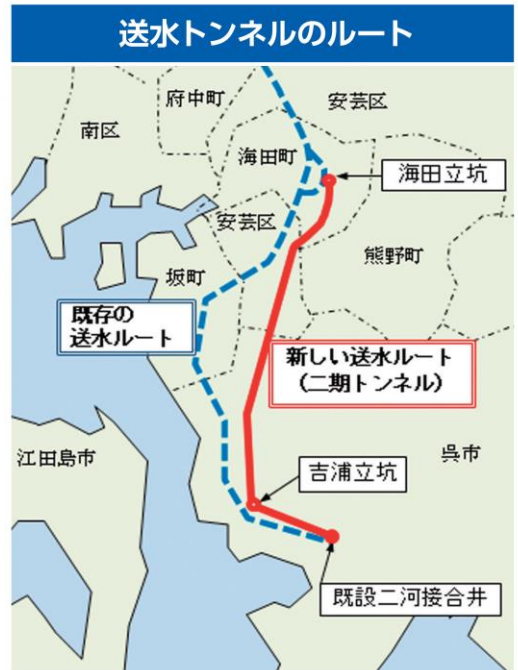 送水トンネルのルート
府中町
安芸区
南区
海田町
海田立坑
安芸区
熊野町
坂町
既存の
送水ルート
新しい送水ルート
(二期トンネル)
江田島市
呉市
吉浦立坑
既設二河接合井